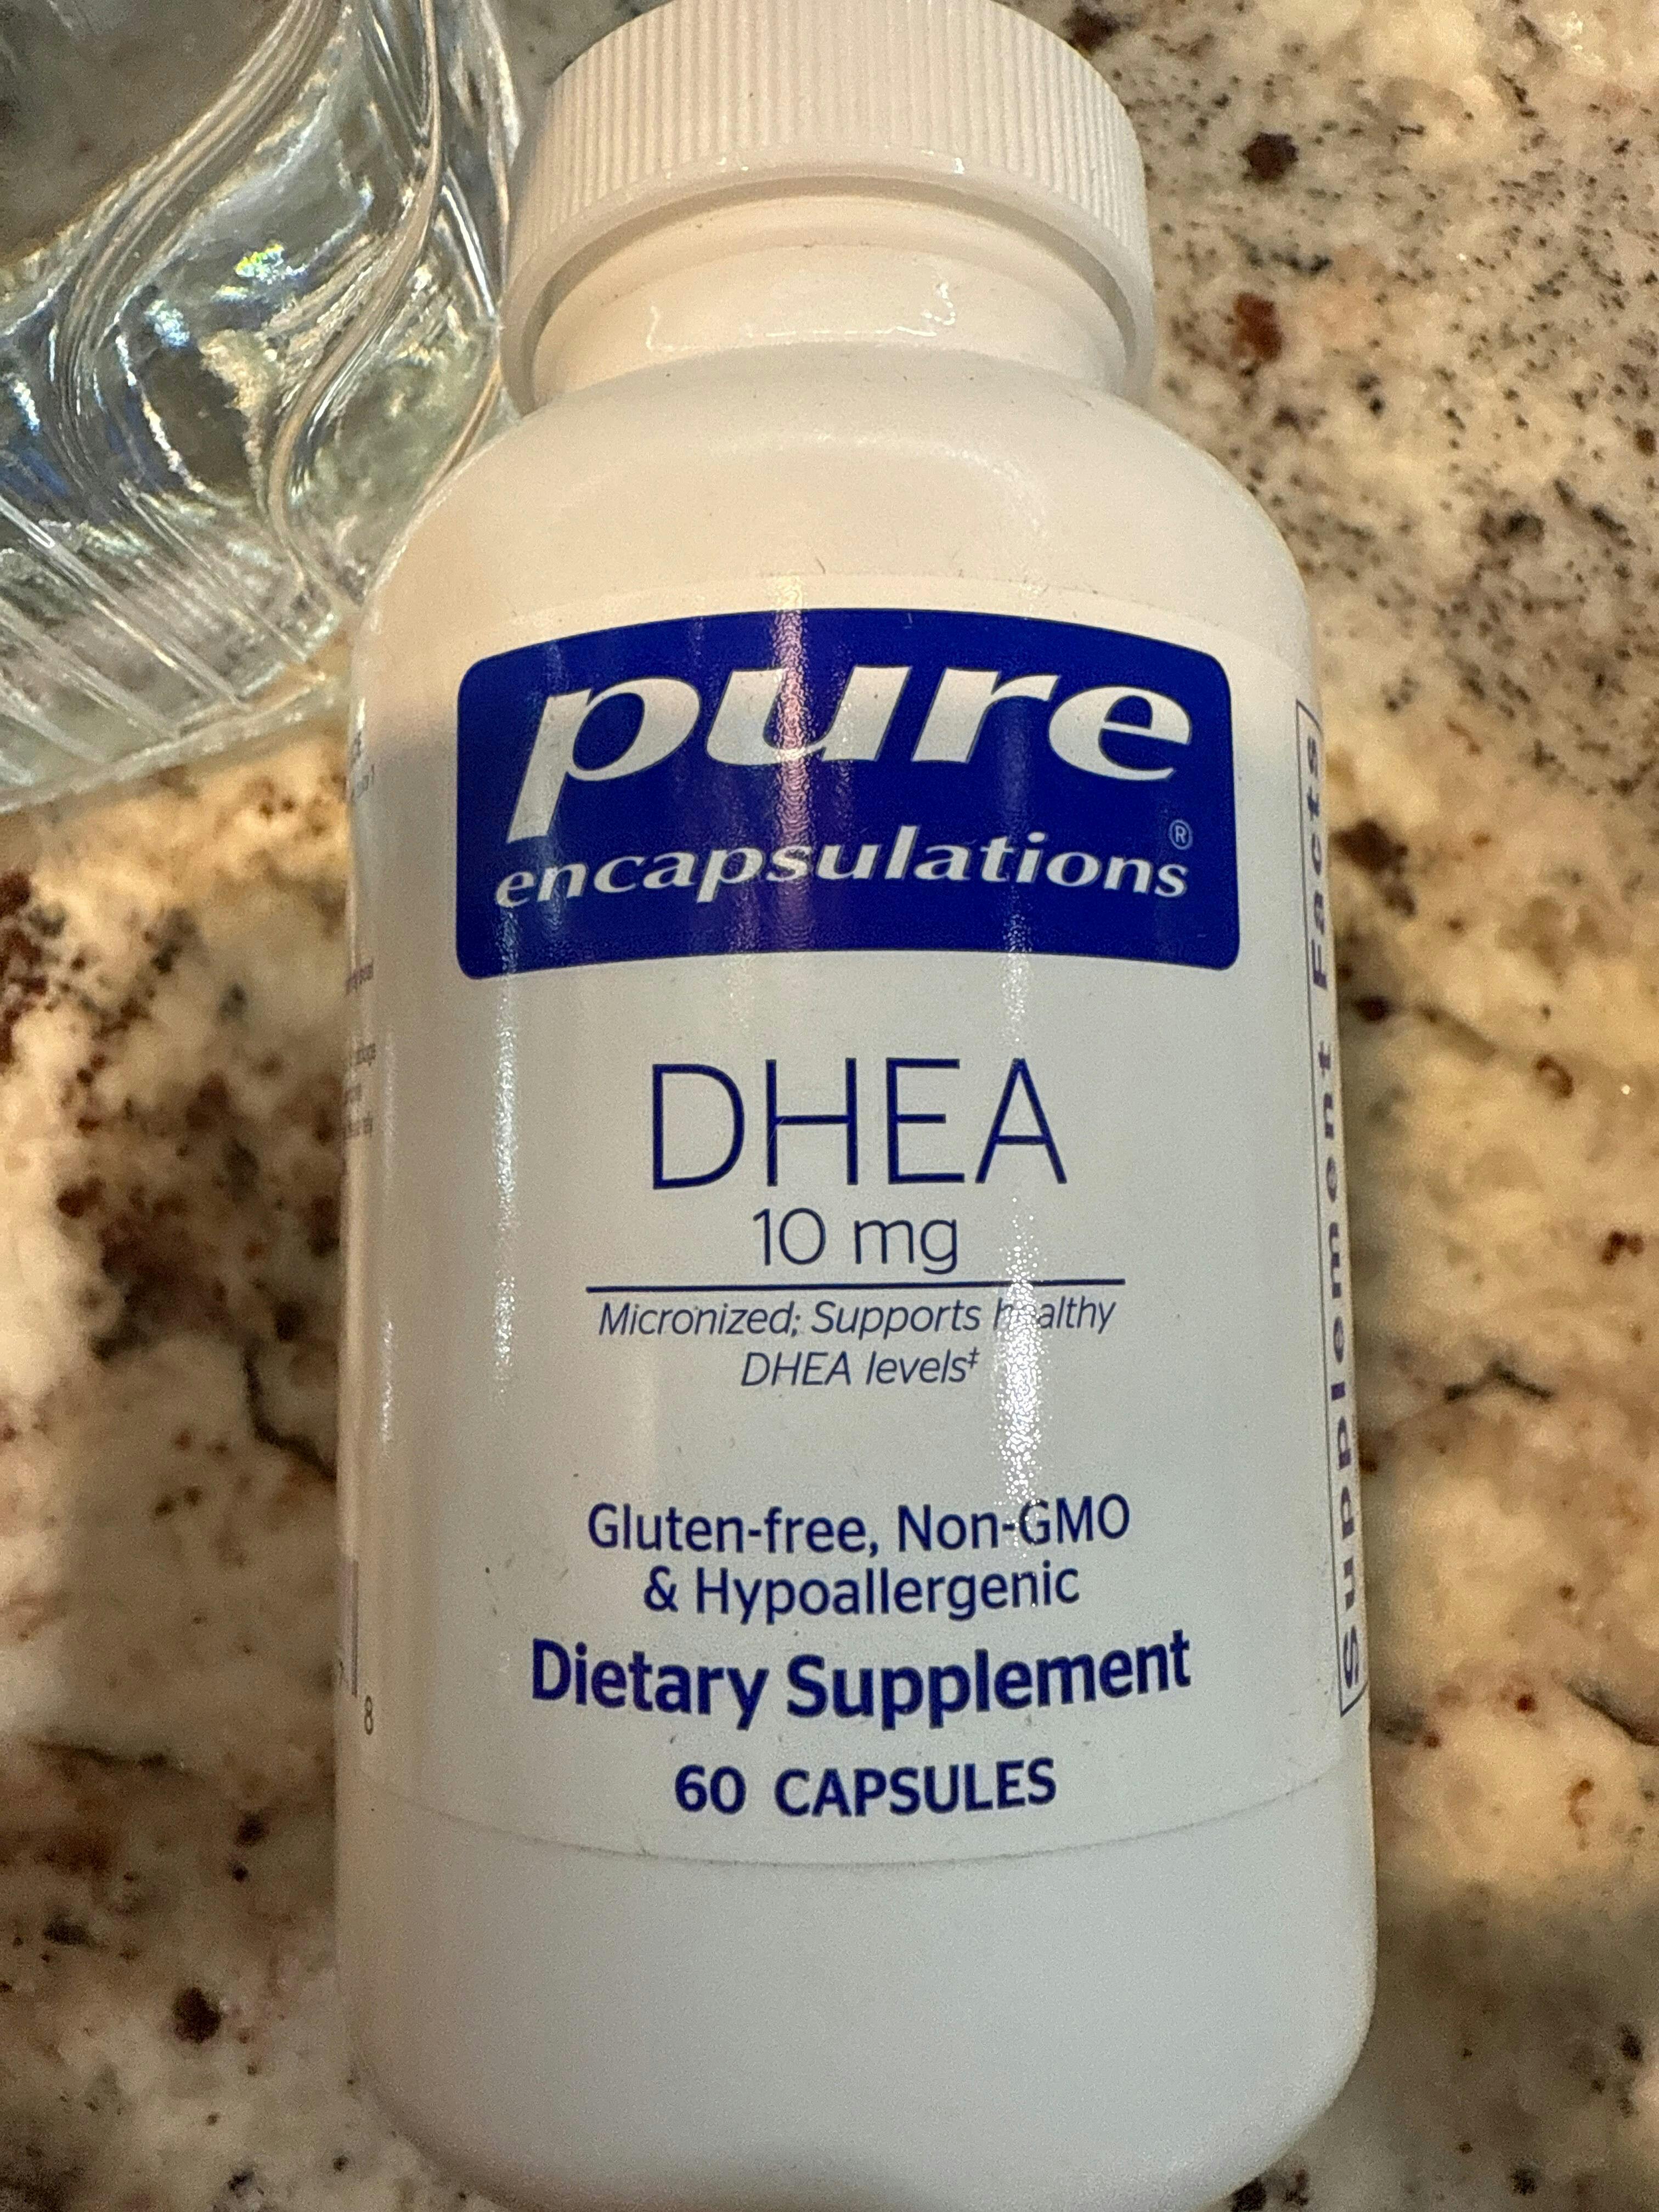 pure
encapsulations®
DHEA
10 mg
Micronized; Supports healthy
DHEA levels‡
Gluten-free, Non-GMO
& Hypoallergenic
Dietary Supplement
60 CAPSULES
Supplement Facts
8